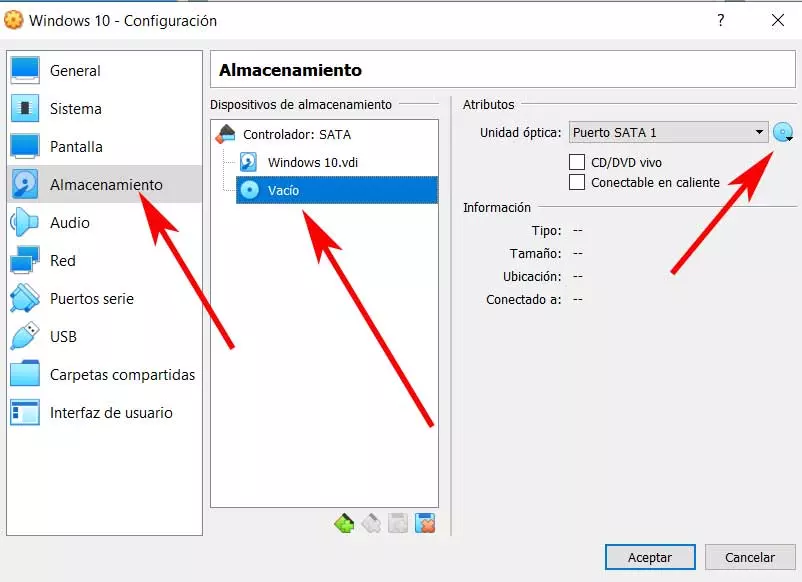 Windows 10 - Configuración
?
General
Sistema
Pantalla
Almacenamiento
Audio
Red
Puertos serie
USB
Carpetas compartidas
Interfaz de usuario
Almacenamiento
Dispositivos de almacenamiento
Controlador: SATA
Windows 10.vdi
Vacío
Atributos
Unidad óptica: Puerto SATA 1
CD/DVD vivo
Conectable en caliente
Información
Tipo: --
Tamaño: --
Ubicación: --
Conectado a: --
Aceptar Cancelar